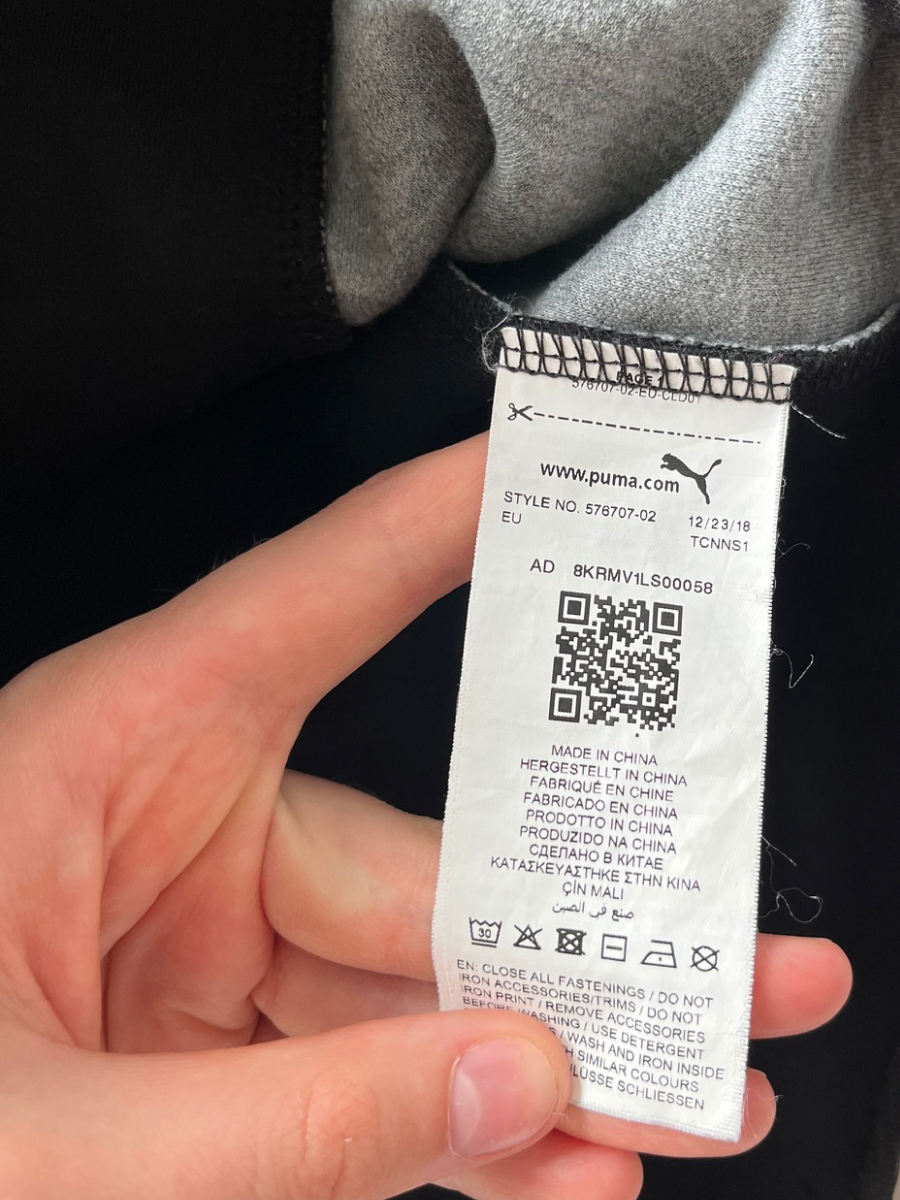 PAGE 1
576707-02-EU-CLD01
www.puma.com
STYLE NO. 576707-02 12/23/18
EU TCNNS1
AD 8KRMV1LS00058
MADE IN CHINA
HERGESTELLT IN CHINA
FABRIQUÉ EN CHINE
FABRICADO EN CHINA
PRODOTTO IN CHINA
PRODUZIDO NA CHINA
СДЕЛАНО В КИТАЕ
ΚΑΤΑΣΚΕΥΑΣΤΗΚΕ ΣΤΗΝ ΚΙΝΑ
ÇİN MALI
صنع في الصين
30
EN: CLOSE ALL FASTENINGS / DO NOT
IRON ACCESSORIES/TRIMS / DO NOT
IRON PRINT / REMOVE ACCESSORIES
BEFORE WASHING / USE DETERGENT
/ WASH AND IRON INSIDE
SIMILAR COLOURS
SCHLIESSEN